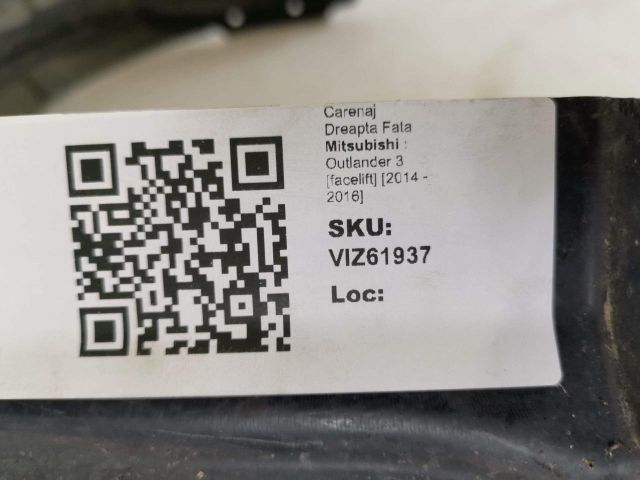 Carenaj
Dreapta Fata
Mitsubishi :
Outlander 3
[facelift] [2014 -
2016]
SKU:
VIZ61937
Loc: